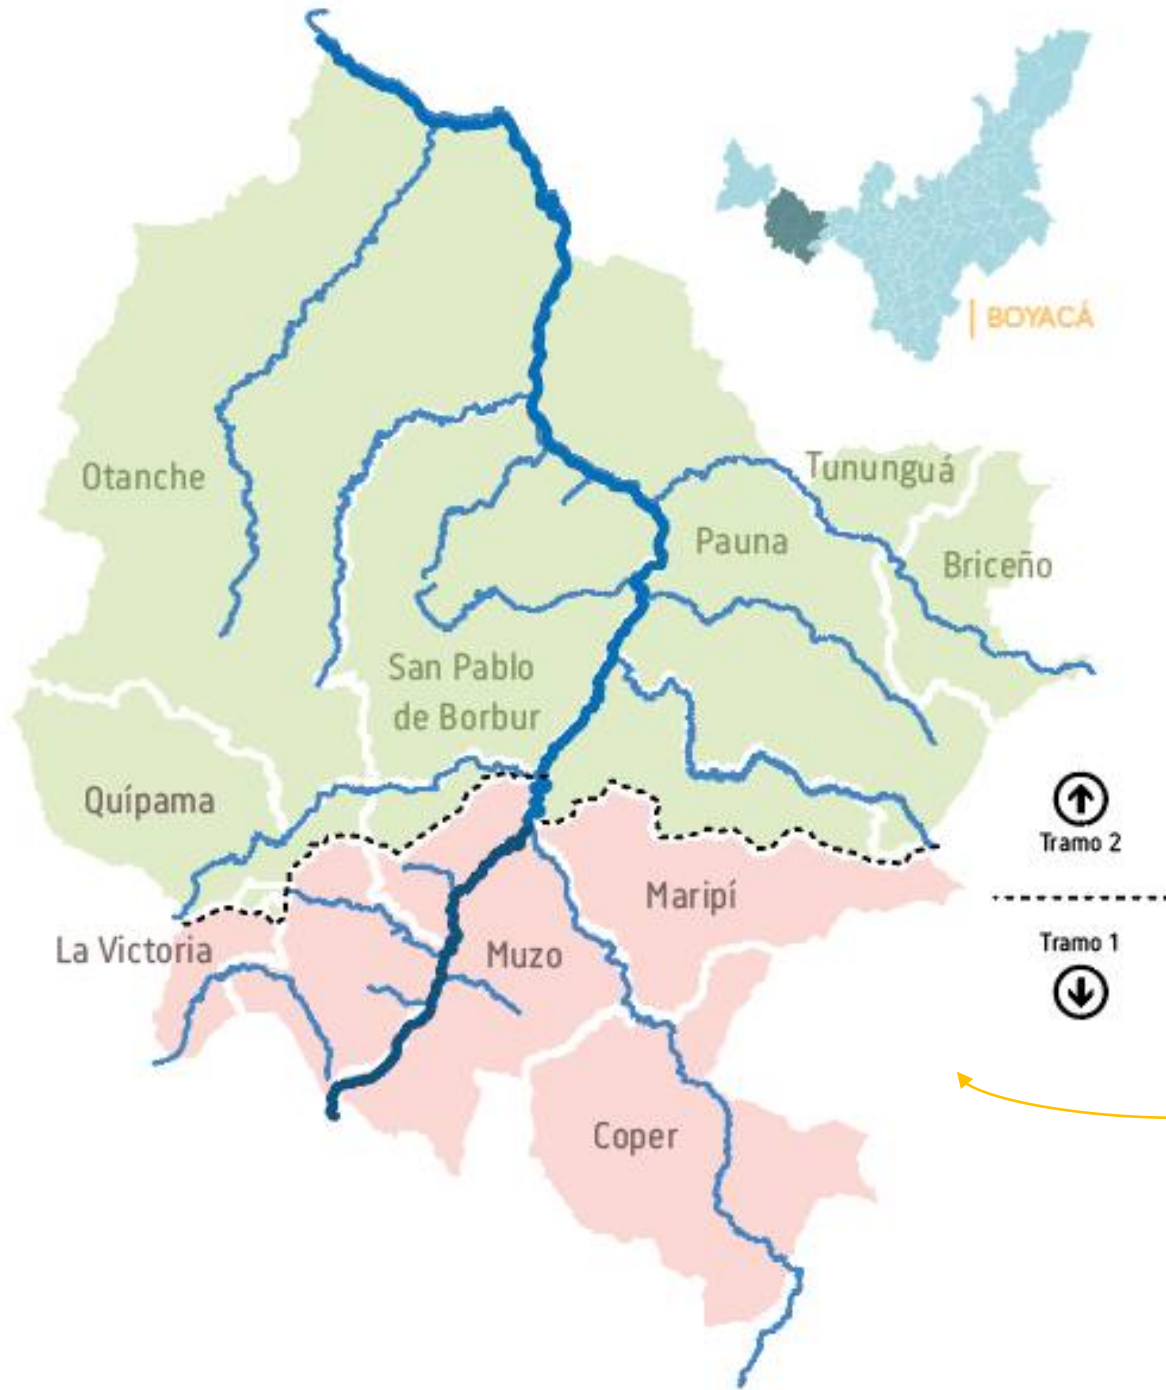 BOYACÁ
Otanche
Tununguá
Pauna
Briceño
San Pablo
de Borbur
Quípama
Tramo 2
Maripí
La Victoria
Muzo
Tramo 1
Coper